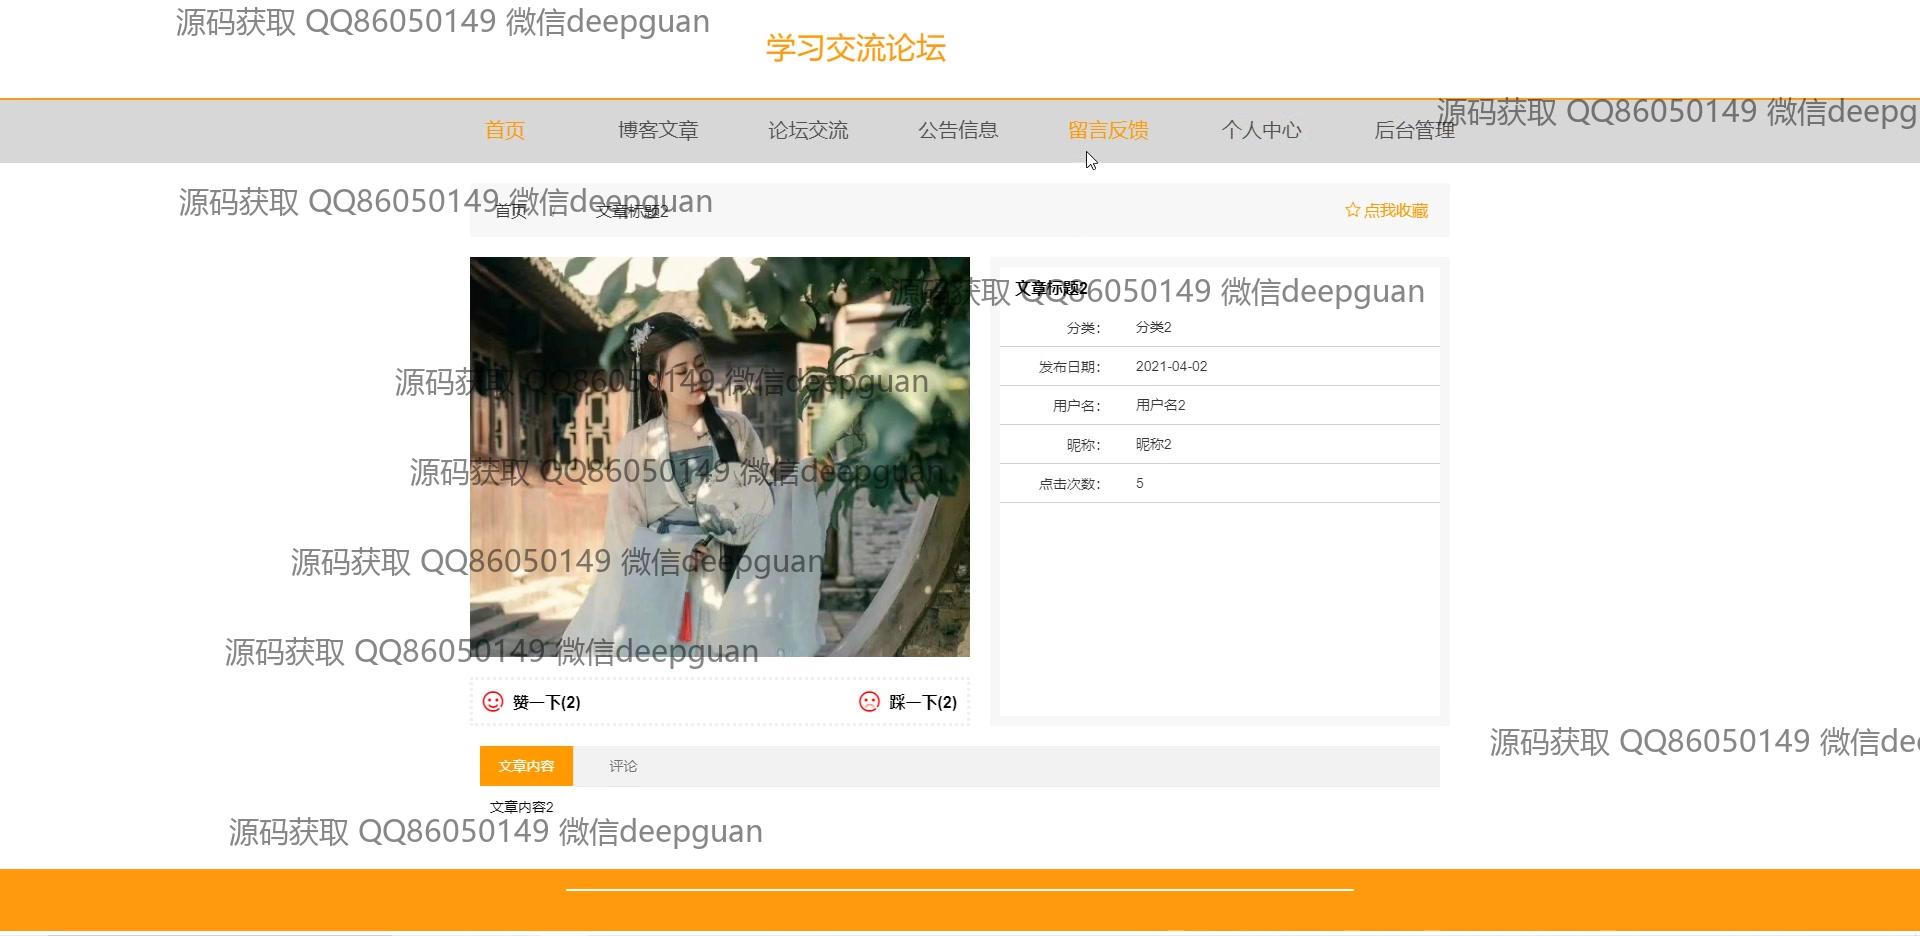 源码获取 QQ86050149 微信deepguan
学习交流论坛
首页 博客文章 论坛交流 公告信息 留言反馈 个人中心 后台管理
源码获取 QQ86050149 微信deepg
源码获取 QQ86050149 微信deepguan
首页 文章标题2 点我收藏
源码获取 QQ86050149 微信deepguan
文章标题2
分类： 分类2
发布日期： 2021-04-02
源码获取 QQ86050149 微信deepguan
用户名： 用户名2
昵称： 昵称2
源码获取 QQ86050149 微信deepguan
点击次数： 5
源码获取 QQ86050149 微信deepguan
源码获取 QQ86050149 微信deepguan
赞一下(2) 踩一下(2)
源码获取 QQ86050149 微信dee
文章内容 评论
文章内容2
源码获取 QQ86050149 微信deepguan